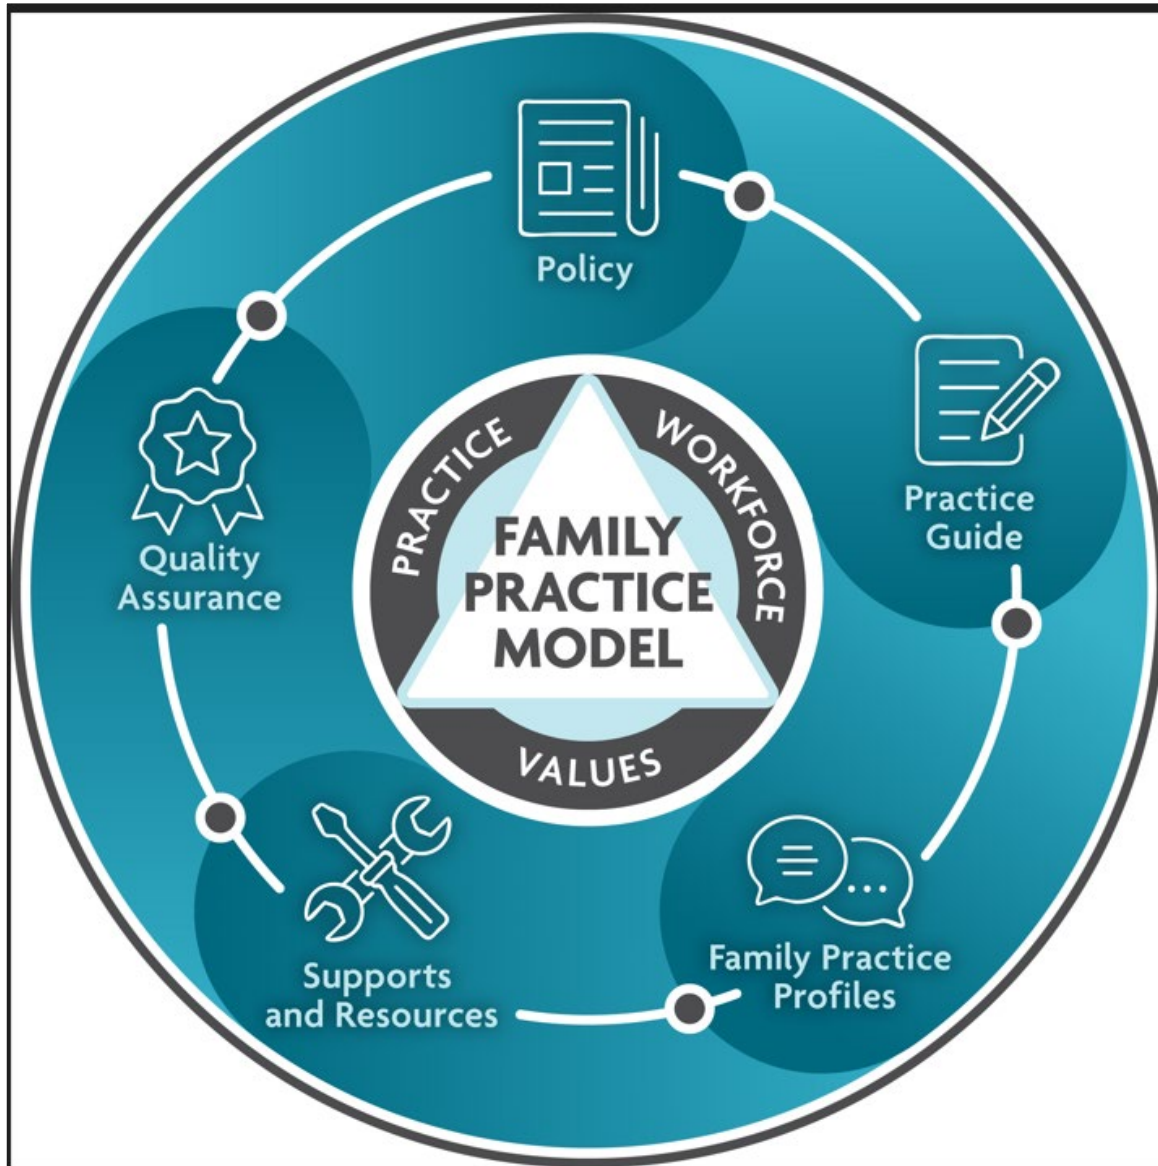 Policy
Practice
Guide
Family Practice
Profiles
Supports
and Resources
Quality
Assurance
PRACTICE
WORKFORCE
VALUES
FAMILY
PRACTICE
MODEL